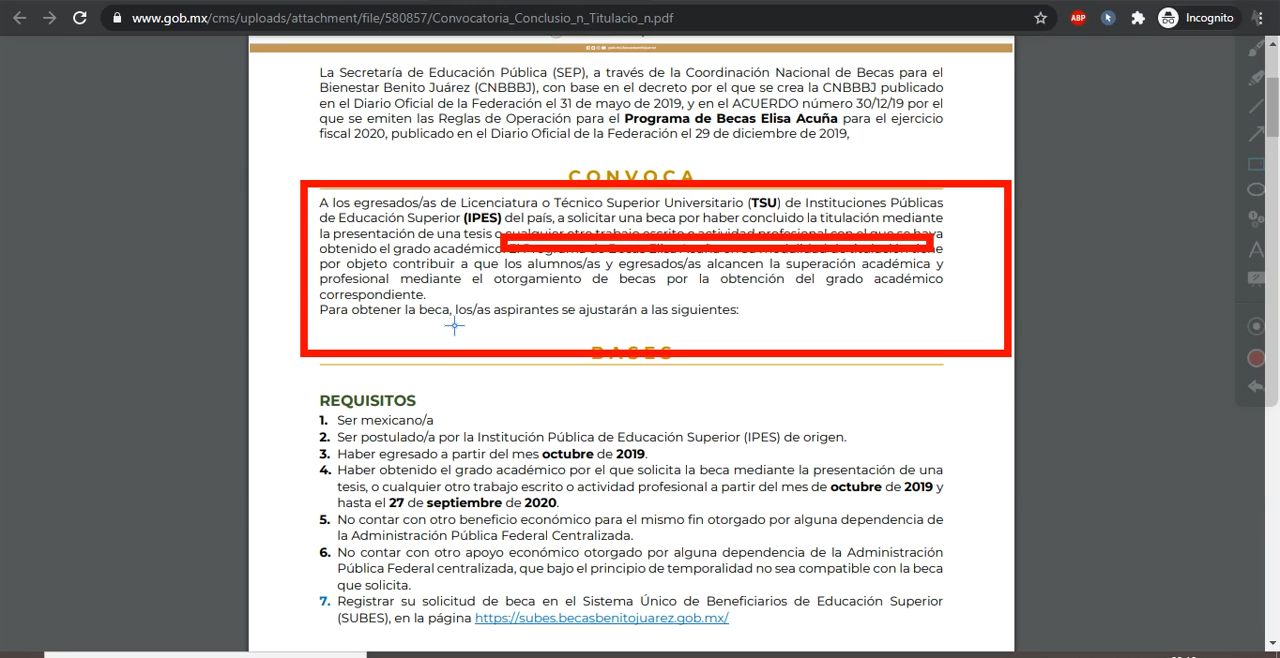 www.gob.mx/cms/uploads/attachment/file/580857/Convocatoria_Conclusio_n_Titulacio_n.pdf
ABP
Incognito
La Secretaría de Educación Pública (SEP), a través de la Coordinación Nacional de Becas para el
Bienestar Benito Juárez (CNBBBJ), con base en el decreto por el que se crea la CNBBBJ publicado
en el Diario Oficial de la Federación el 31 de mayo de 2019, y en el ACUERDO número 30/12/19 por el
que se emiten las Reglas de Operación para el Programa de Becas Elisa Acuña para el ejercicio
fiscal 2020, publicado en el Diario Oficial de la Federación el 29 de diciembre de 2019,
CONVOCA
A los egresados/as de Licenciatura o Técnico Superior Universitario (TSU) de Instituciones Públicas
de Educación Superior (IPES) del país, a solicitar una beca por haber concluido la titulación mediante
la presentación de una tesis o cualquier otro trabajo escrito o actividad profesional con el que se haya
obtenido el grado académico.
por objeto contribuir a que los alumnos/as y egresados/as alcancen la superación académica y
profesional mediante el otorgamiento de becas por la obtención del grado académico
correspondiente.
Para obtener la beca, los/as aspirantes se ajustarán a las siguientes:
BASES
REQUISITOS
1. Ser mexicano/a
2. Ser postulado/a por la Institución Pública de Educación Superior (IPES) de origen.
3. Haber egresado a partir del mes octubre de 2019.
4. Haber obtenido el grado académico por el que solicita la beca mediante la presentación de una
tesis, o cualquier otro trabajo escrito o actividad profesional a partir del mes de octubre de 2019 y
hasta el 27 de septiembre de 2020.
5. No contar con otro beneficio económico para el mismo fin otorgado por alguna dependencia de
la Administración Pública Federal Centralizada.
6. No contar con otro apoyo económico otorgado por alguna dependencia de la Administración
Pública Federal centralizada, que bajo el principio de temporalidad no sea compatible con la beca
que solicita.
7. Registrar su solicitud de beca en el Sistema Único de Beneficiarios de Educación Superior
(SUBES), en la página https://subes.becasbenitojuarez.gob.mx/